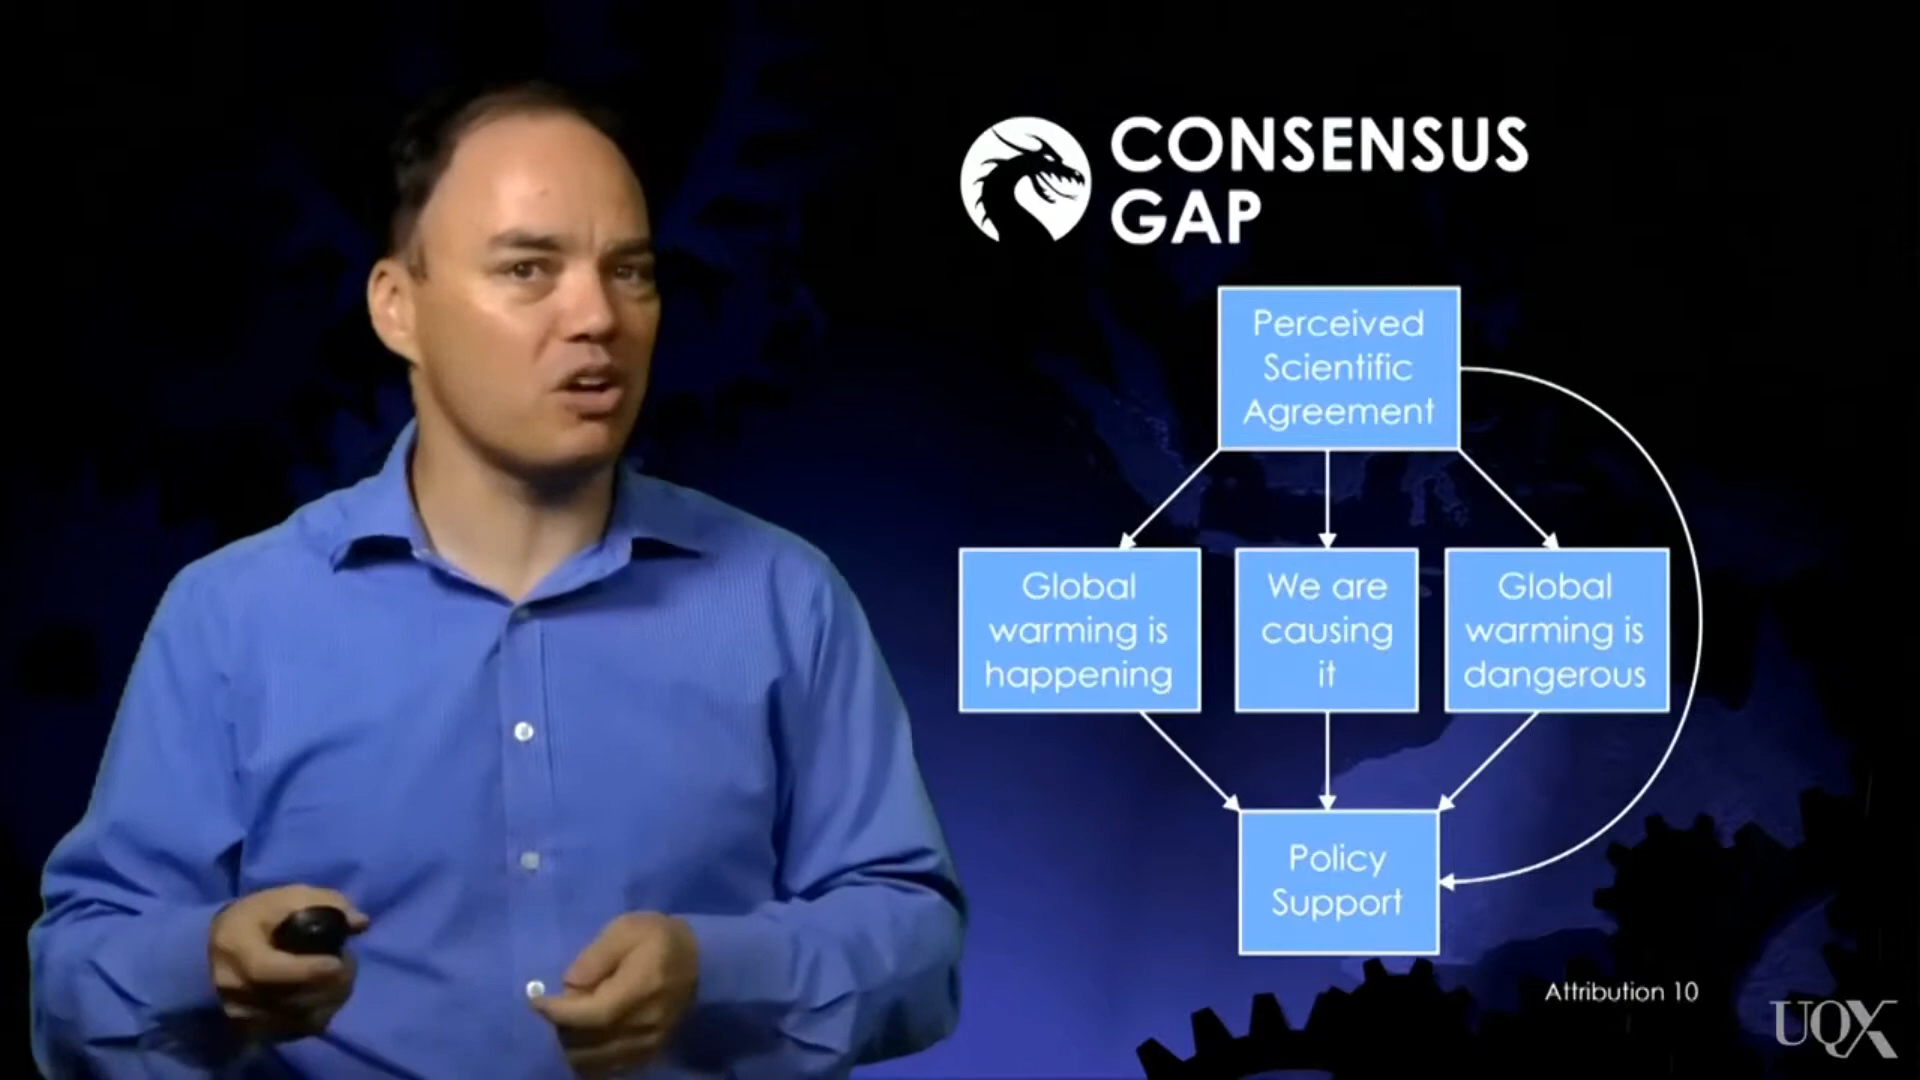 CONSENSUS
GAP
Perceived
Scientific
Agreement
Global
warming is
happening
We are
causing
it
Global
warming is
dangerous
Policy
Support
Attribution 10
UQX